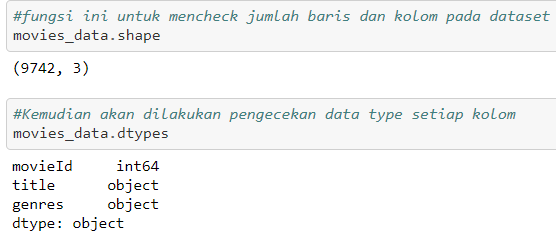 #fungsi ini untuk mencheck jumlah baris dan kolom pada dataset
movies_data.shape
(9742, 3)
#Kemudian akan dilakukan pengecekan data type setiap kolom
movies_data.dtypes
movieId     int64
title      object
genres     object
dtype: object